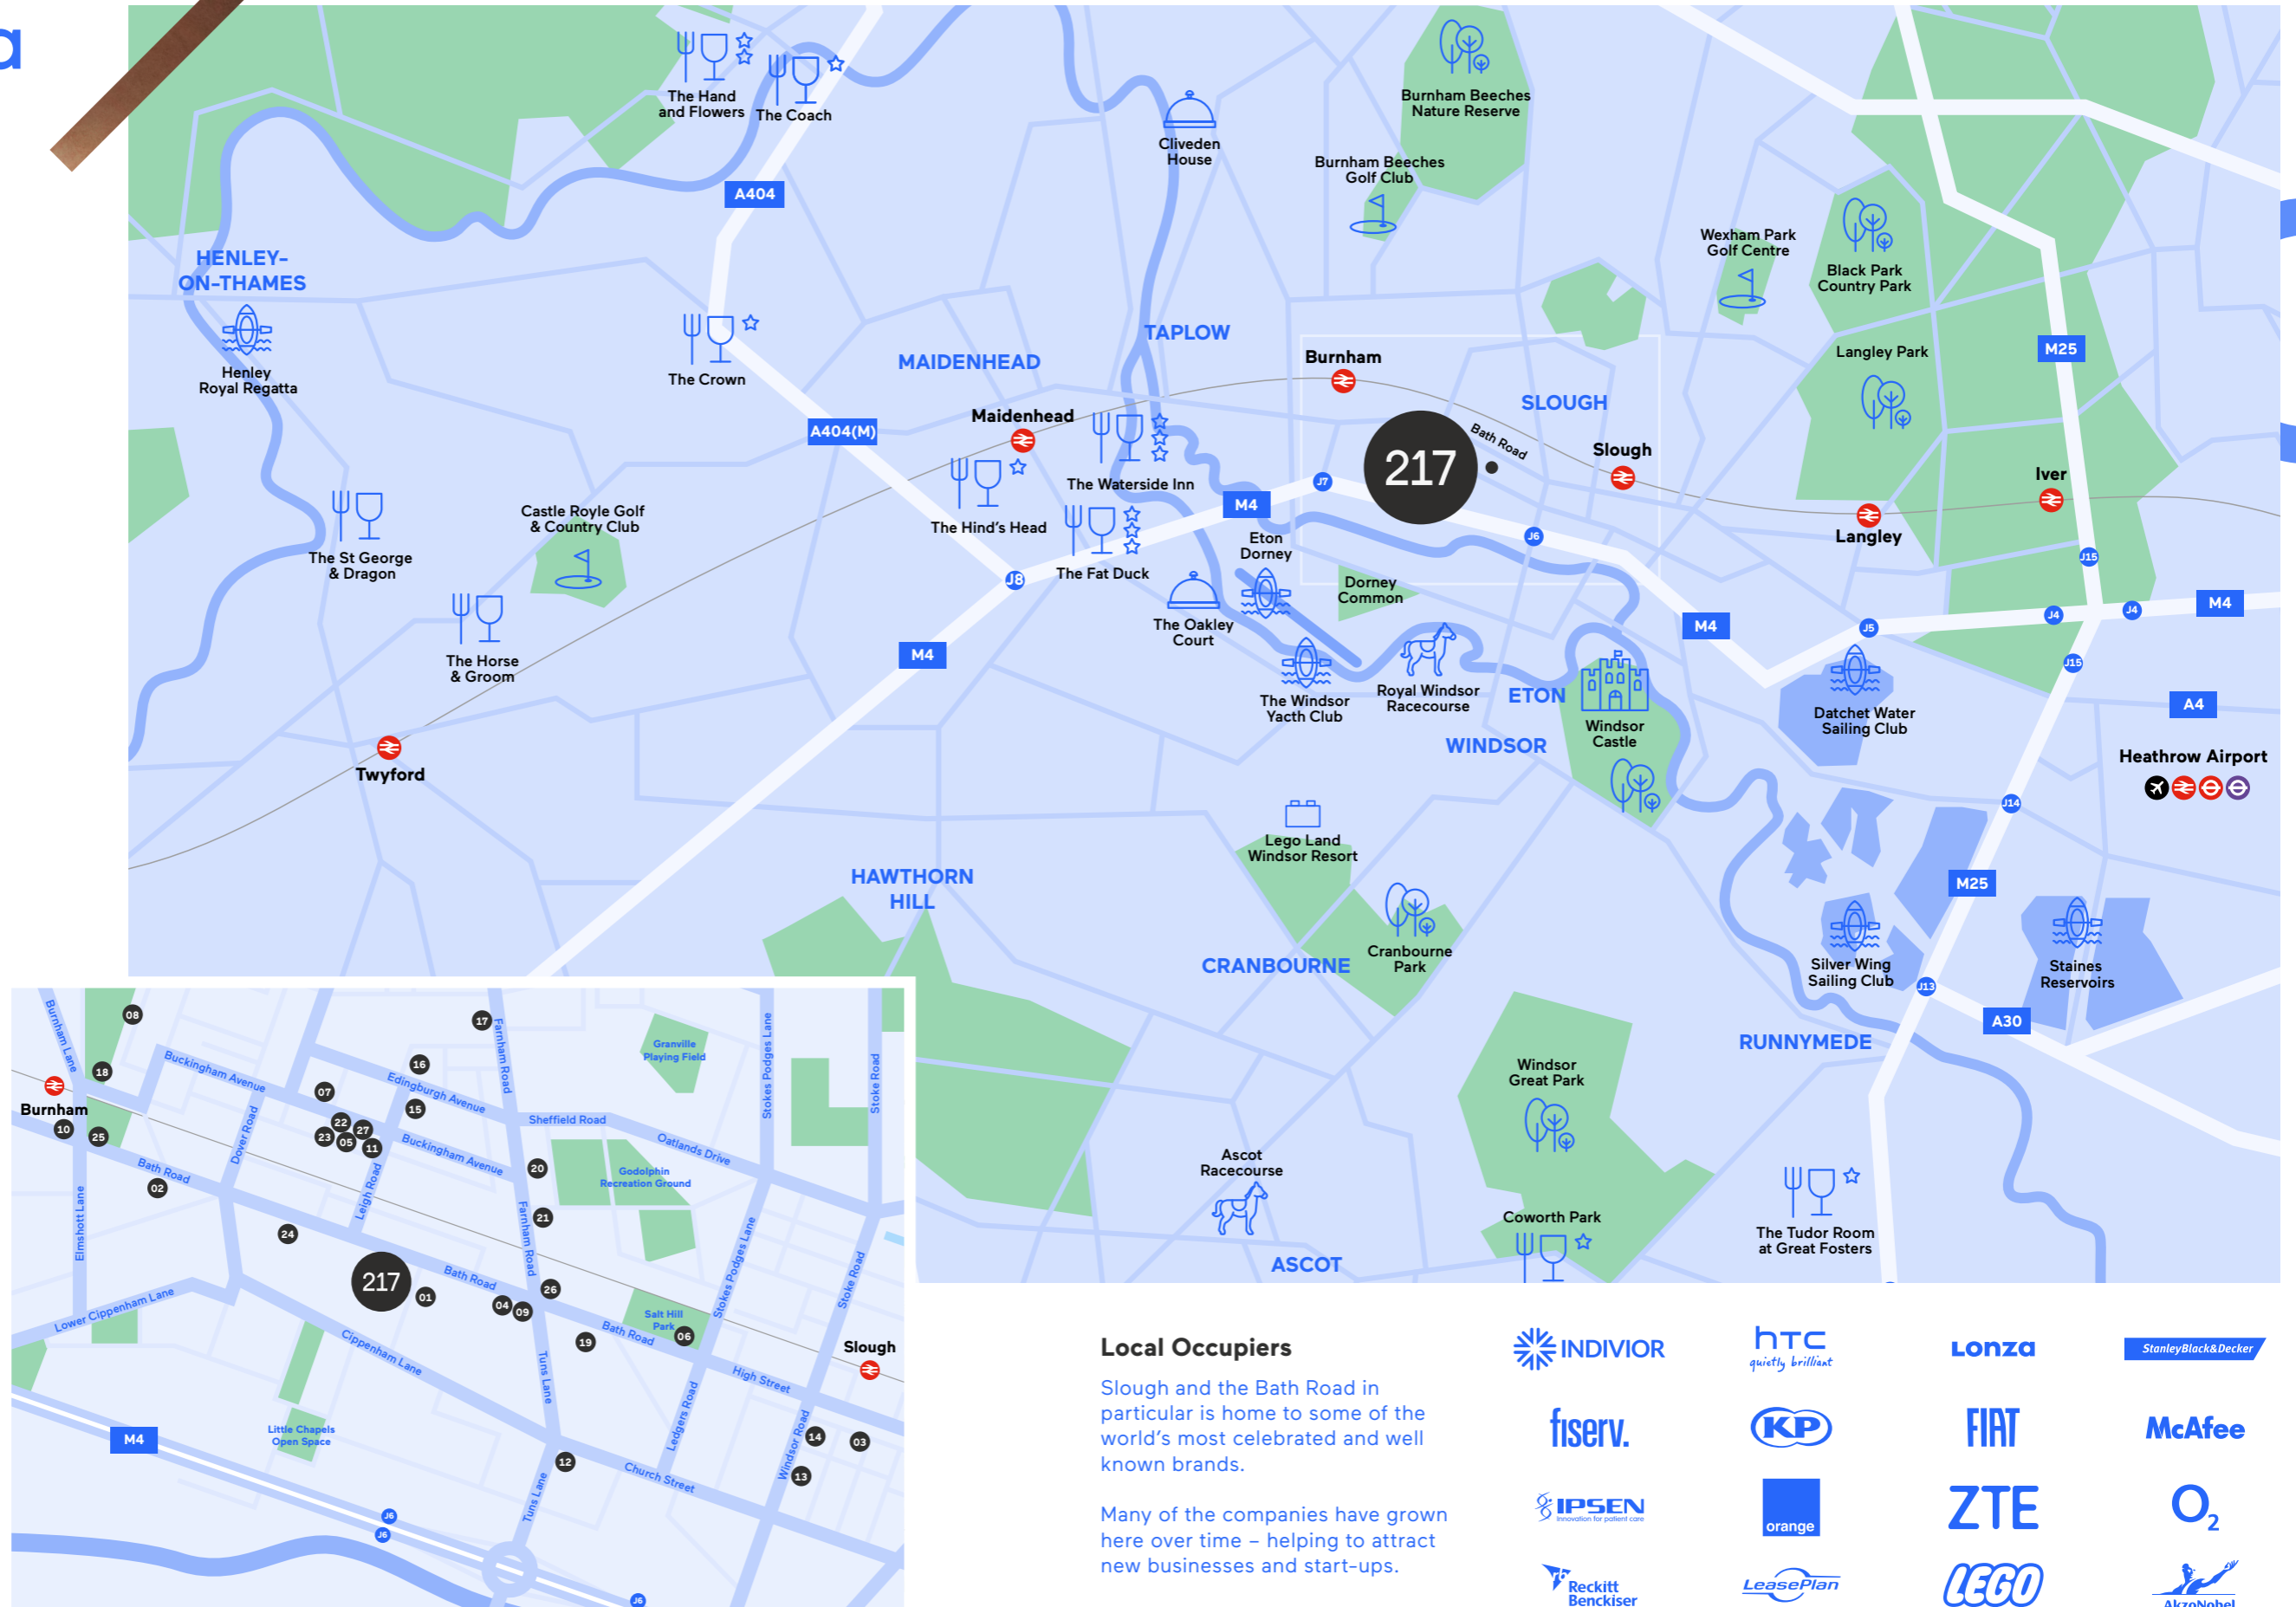 a
The Hand
and Flowers
The Coach
Cliveden
House
Burnham Beeches
Nature Reserve
Burnham Beeches
Golf Club
A404
Wexham Park
Golf Centre
Black Park
Country Park
HENLEY-
ON-THAMES
Henley
Royal Regatta
The Crown
MAIDENHEAD
TAPLOW
Burnham
SLOUGH
Langley Park
M25
A404(M)
Maidenhead
The Waterside Inn
The Hind's Head
M4
J7
217
Bath Road
Slough
Iver
Langley
J15
J6
The St George
& Dragon
Castle Royle Golf
& Country Club
The Fat Duck
J8
Eton
Dorney
Dorney
Common
The Oakley
Court
The Horse
& Groom
M4
M4
J5
J4
J4
M4
J15
The Windsor
Yacth Club
Royal Windsor
Racecourse
ETON
Windsor
Castle
WINDSOR
Datchet Water
Sailing Club
A4
Heathrow Airport
Twyford
J14
Lego Land
Windsor Resort
HAWTHORN
HILL
M25
CRANBOURNE
Cranbourne
Park
Silver Wing
Sailing Club
Staines
Reservoirs
J13
A30
RUNNYMEDE
Windsor
Great Park
Ascot
Racecourse
Coworth Park
The Tudor Room
at Great Fosters
ASCOT
Burnham Lane
08
17
Farnham Road
Granville
Playing Field
Stokes Podges Lane
Stoke Road
18
Buckingham Avenue
16
Edingburgh Avenue
07
Burnham
10
25
Dover Road
22
27
23
05
11
15
Sheffield Road
Oatlands Drive
Buckingham Avenue
Bath Road
02
Leigh Road
20
Godolphin
Recreation Ground
Elmshott Lane
24
21
Farnham Road
Stokes Podges Lane
Stoke Road
217
Bath Road
01
04
09
26
Lower Cippenham Lane
Salt Hill
Park
06
Bath Road
19
Cippenham Lane
Tuns Lane
High Street
Slough
Ledgers Road
M4
Little Chapels
Open Space
Windsor Road
14
03
12
13
Church Street
Tuns Lane
J6
J6
J6
Local Occupiers
Slough and the Bath Road in
particular is home to some of the
world's most celebrated and well
known brands.
Many of the companies have grown
here over time – helping to attract
new businesses and start-ups.
INDIVIOR
hTC
quietly brilliant
Lonza
StanleyBlack&Decker
fiserv.
KP
FIAT
McAfee
IPSEN
Innovation for patient care
orange
ZTE
O2
rb
Reckitt
Benckiser
LeasePlan
LEGO
AkzoNobel